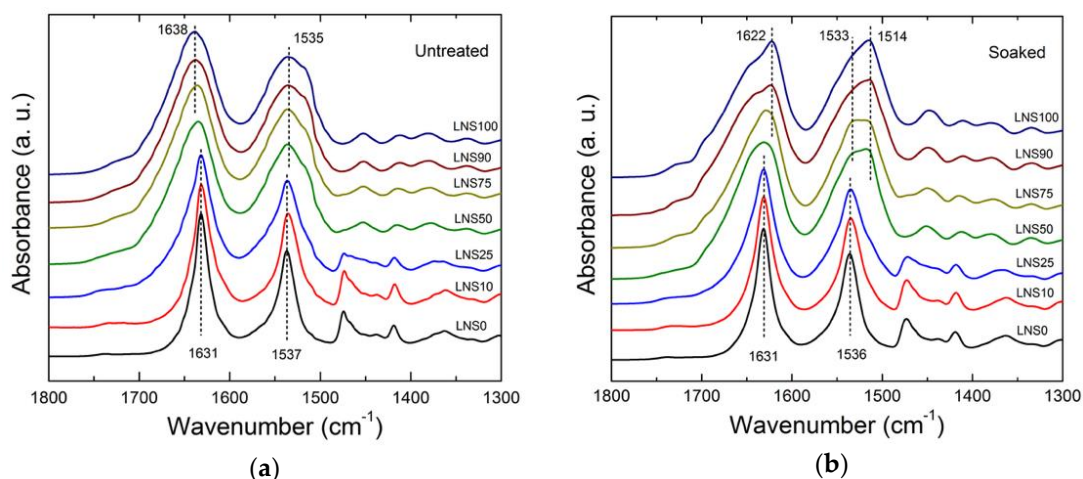 1638
1535
Untreated
LNS100
LNS90
LNS75
LNS50
LNS25
LNS10
LNS0
1631
1537
Absorbance (a. u.)
1800 1700 1600 1500 1400 1300
Wavenumber (cm⁻¹)
(a)
1622
1533
1514
Soaked
LNS100
LNS90
LNS75
LNS50
LNS25
LNS10
LNS0
1631
1536
Absorbance (a. u.)
1800 1700 1600 1500 1400 1300
Wavenumber (cm⁻¹)
(b)